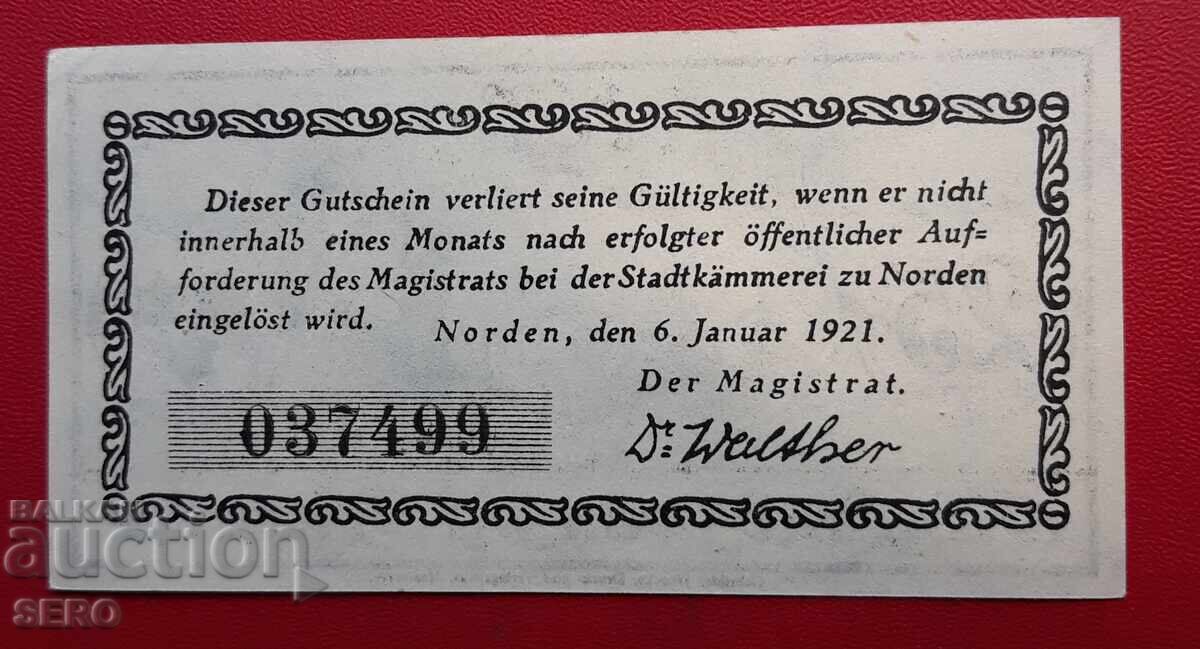 Dieser Gutschein verliert seine Gültigkeit, wenn er nicht
innerhalb eines Monats nach erfolgter öffentlicher Auf=
forderung des Magistrats bei der Stadtkämmerei zu Norden
eingelöst wird.
Norden, den 6. Januar 1921.
Der Magistrat.
037499
Dr. Walther
BALKAN
auction
SERO